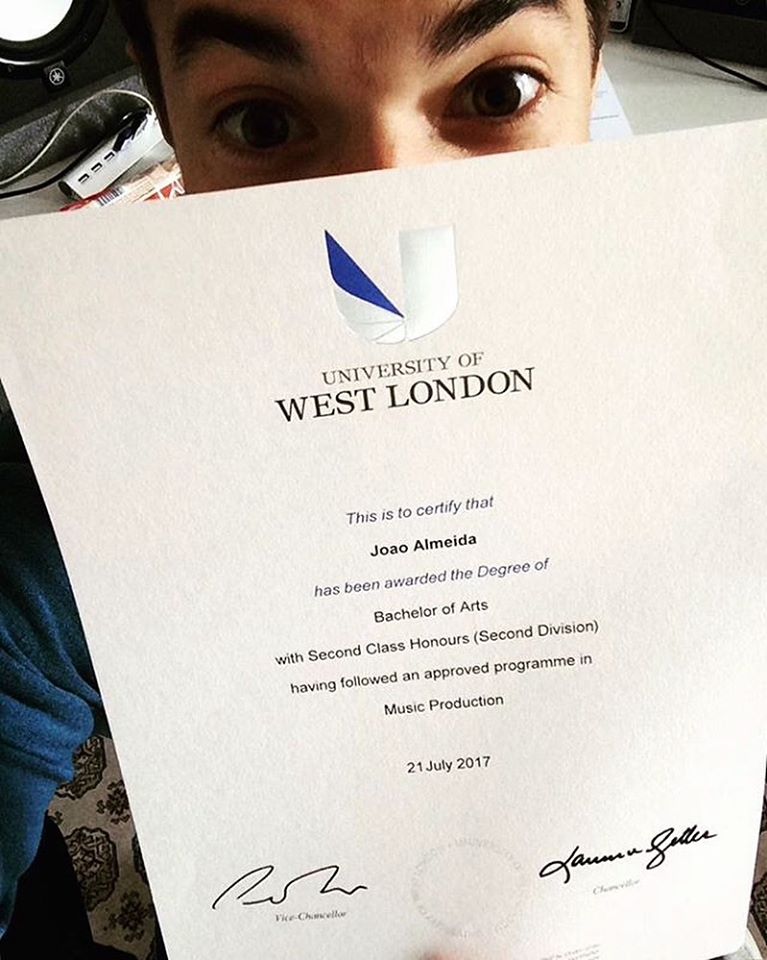 UNIVERSITY OF
WEST LONDON
This is to certify that
Joao Almeida
has been awarded the Degree of
Bachelor of Arts
with Second Class Honours (Second Division)
having followed an approved programme in
Music Production
21 July 2017
Vice-Chancellor
Chancellor